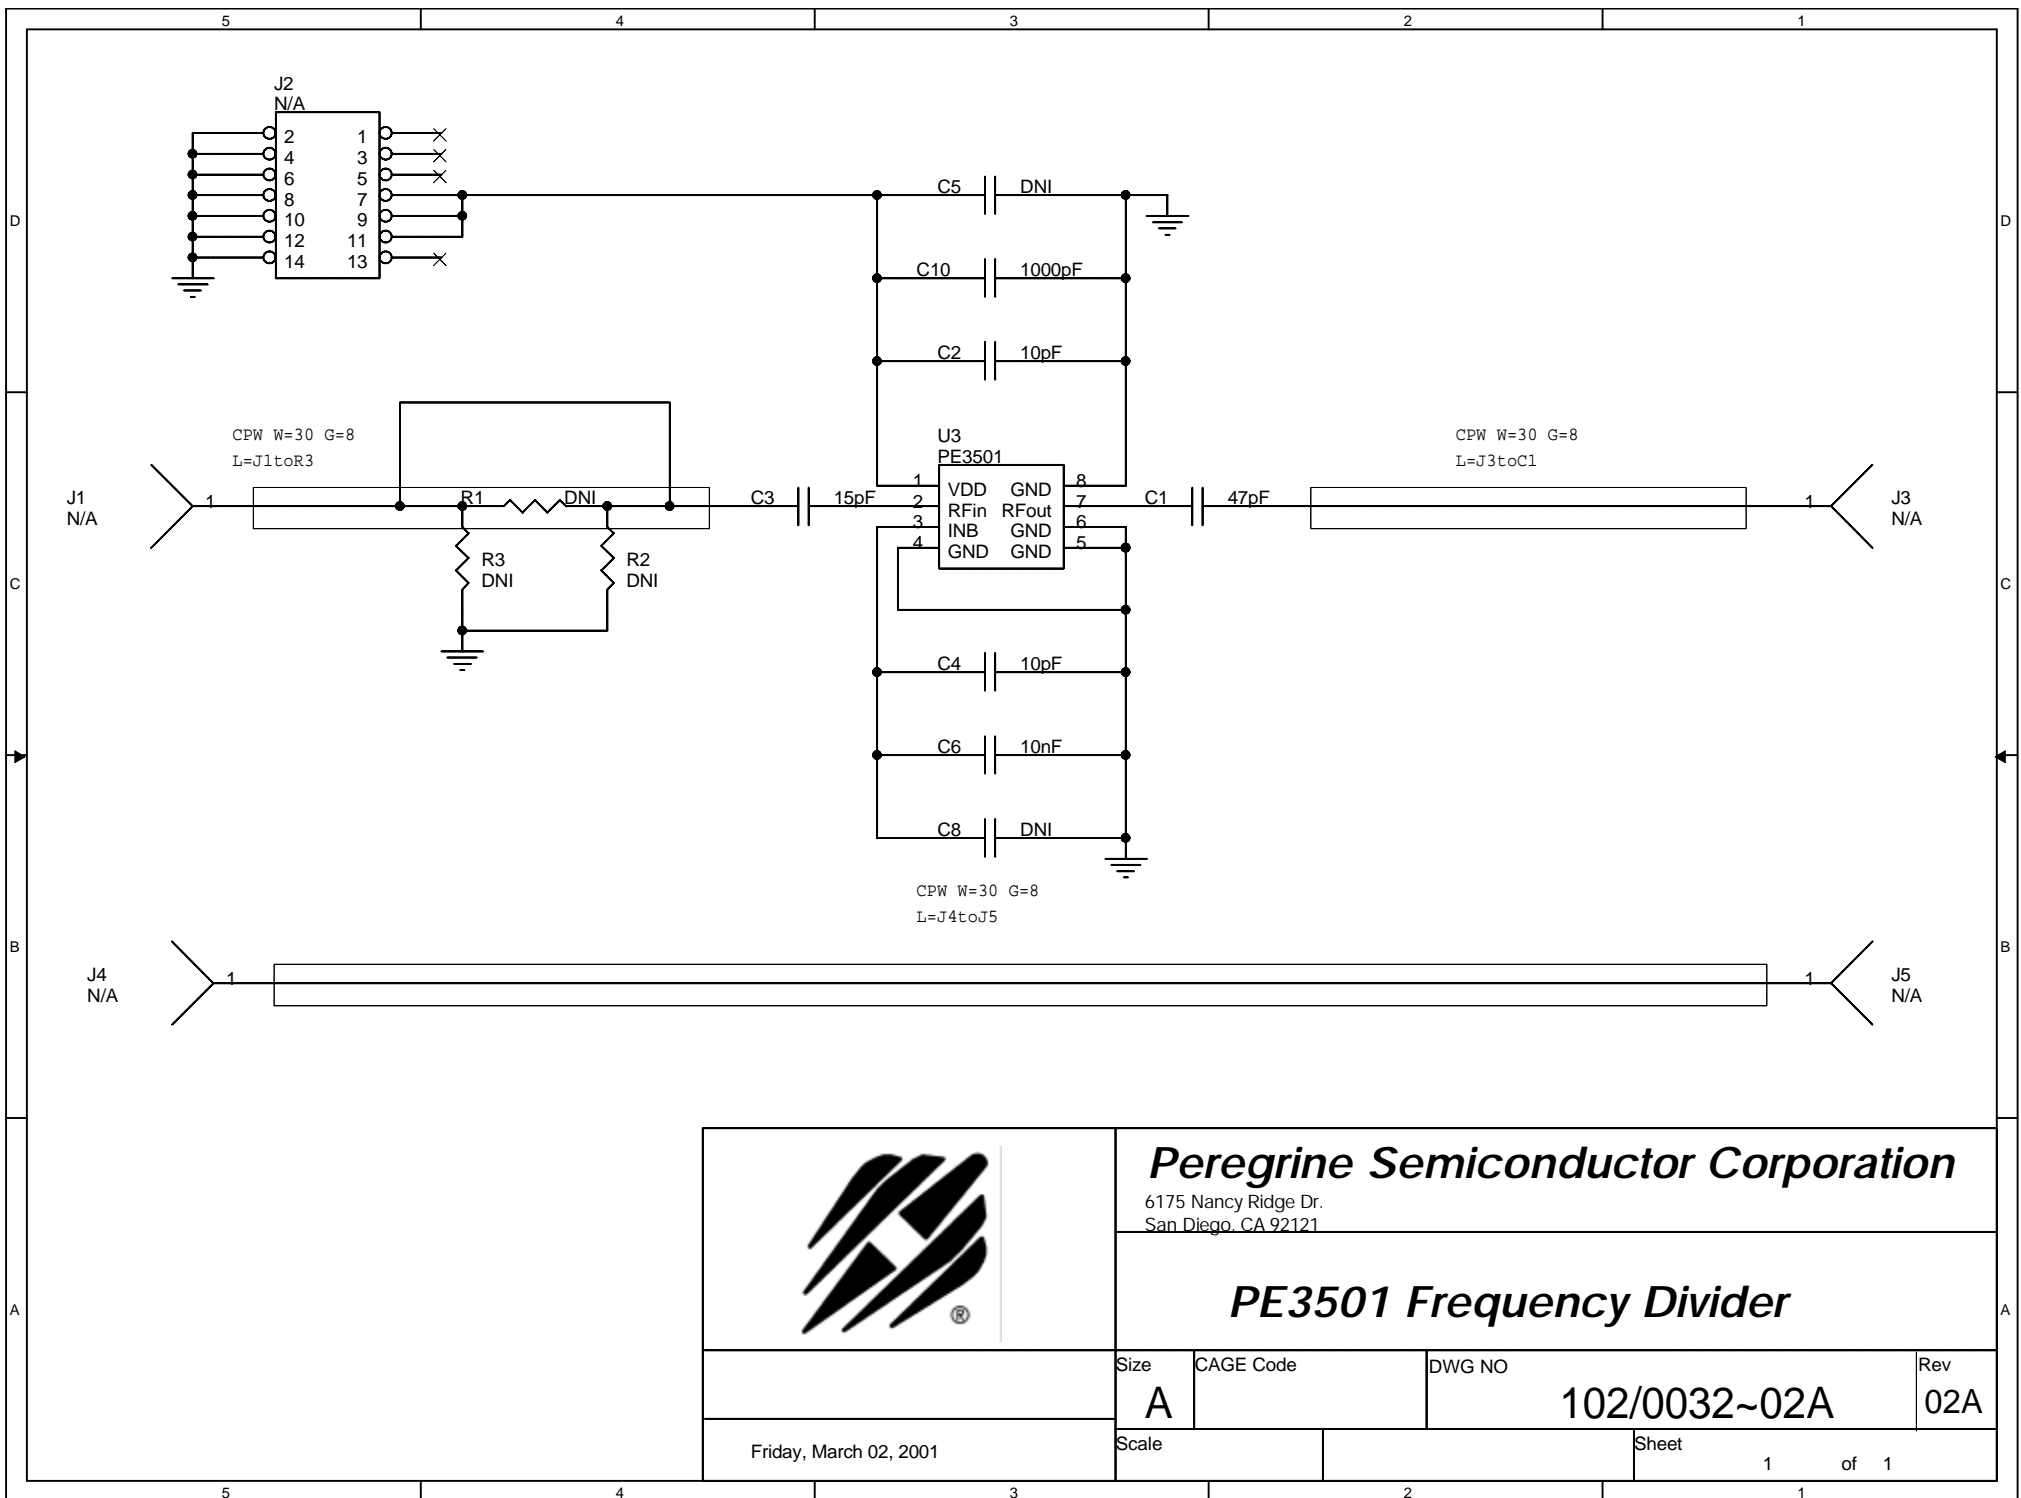 5 4 3 2 1
J2
N/A
2 1
4 3
6 5
8 7
10 9
12 11
14 13
C5 DNI
D D
C10 1000pF
C2 10pF
CPW W=30 G=8
L=J1toR3
U3
PE3501
CPW W=30 G=8
L=J3toC1
J1
N/A
1
R1 DNI
C3 15pF
1 VDD GND 8
2 RFin RFout 7
3 INB GND 6
4 GND GND 5
C1 47pF
1
J3
N/A
R3
DNI
R2
DNI
C C
C4 10pF
C6 10nF
C8 DNI
CPW W=30 G=8
L=J4toJ5
B B
J4
N/A
1
1
J5
N/A
Peregrine Semiconductor Corporation
6175 Nancy Ridge Dr.
San Diego, CA 92121
PE3501 Frequency Divider
®
A A
Size CAGE Code DWG NO Rev
A 102/0032~02A 02A
Friday, March 02, 2001
Scale Sheet
1 of 1
5 4 3 2 1